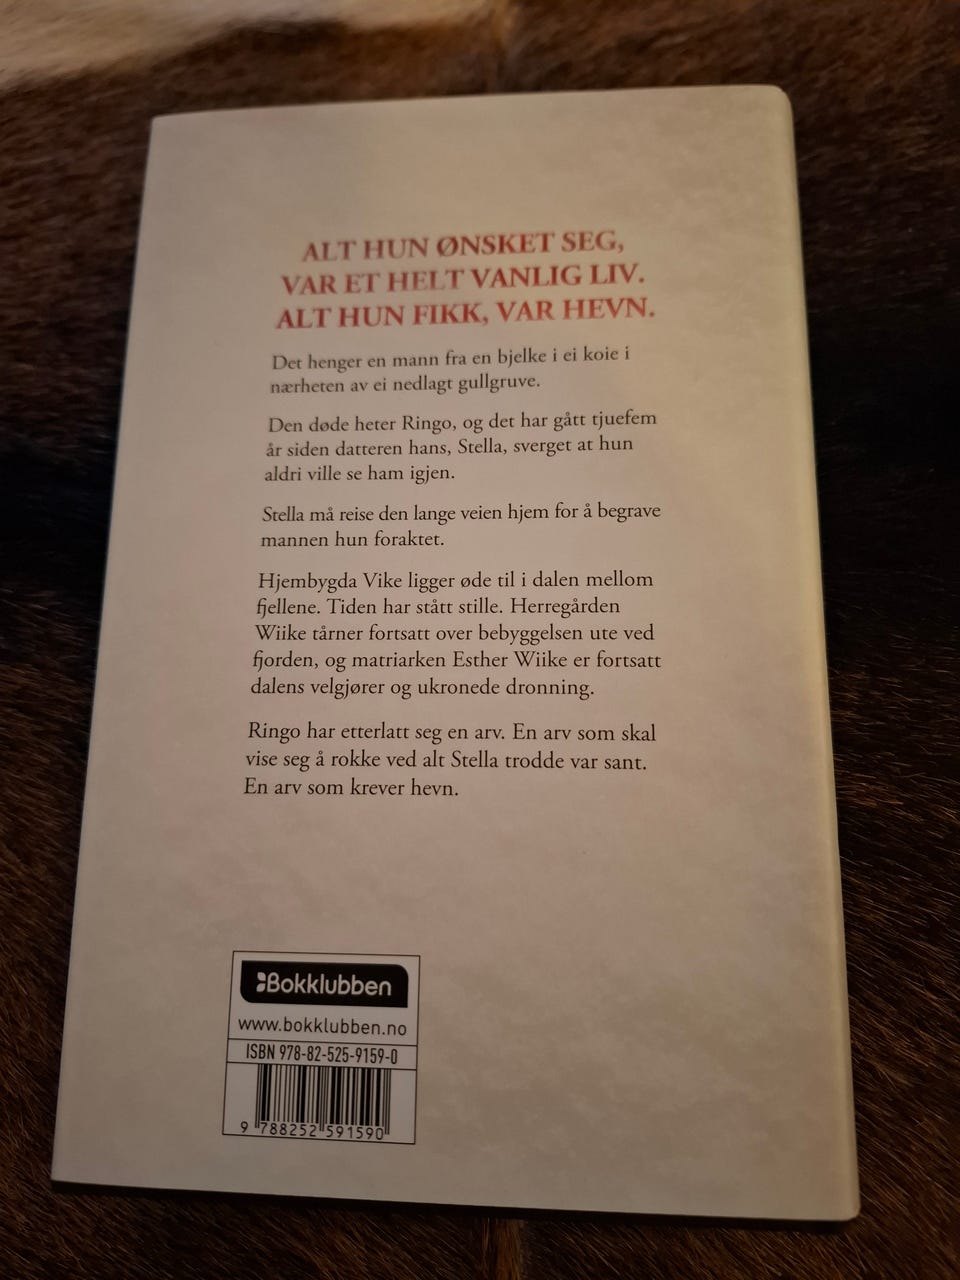 ALT HUN ØNSKET SEG,
VAR ET HELT VANLIG LIV.
ALT HUN FIKK, VAR HEVN.
Det henger en mann fra en bjelke i ei koie i
nærheten av ei nedlagt gullgruve.
Den døde heter Ringo, og det har gått tjuefem
år siden datteren hans, Stella, sverget at hun
aldri ville se ham igjen.
Stella må reise den lange veien hjem for å begrave
mannen hun foraktet.
Hjembygda Vike ligger øde til i dalen mellom
fjellene. Tiden har stått stille. Herregården
Wiike tårner fortsatt over bebyggelsen ute ved
fjorden, og matriarken Esther Wiike er fortsatt
dalens velgjører og ukronede dronning.
Ringo har etterlatt seg en arv. En arv som skal
vise seg å rokke ved alt Stella trodde var sant.
En arv som krever hevn.
Bokklubben
www.bokklubben.no
ISBN 978-82-525-9159-0
9 788252 591590